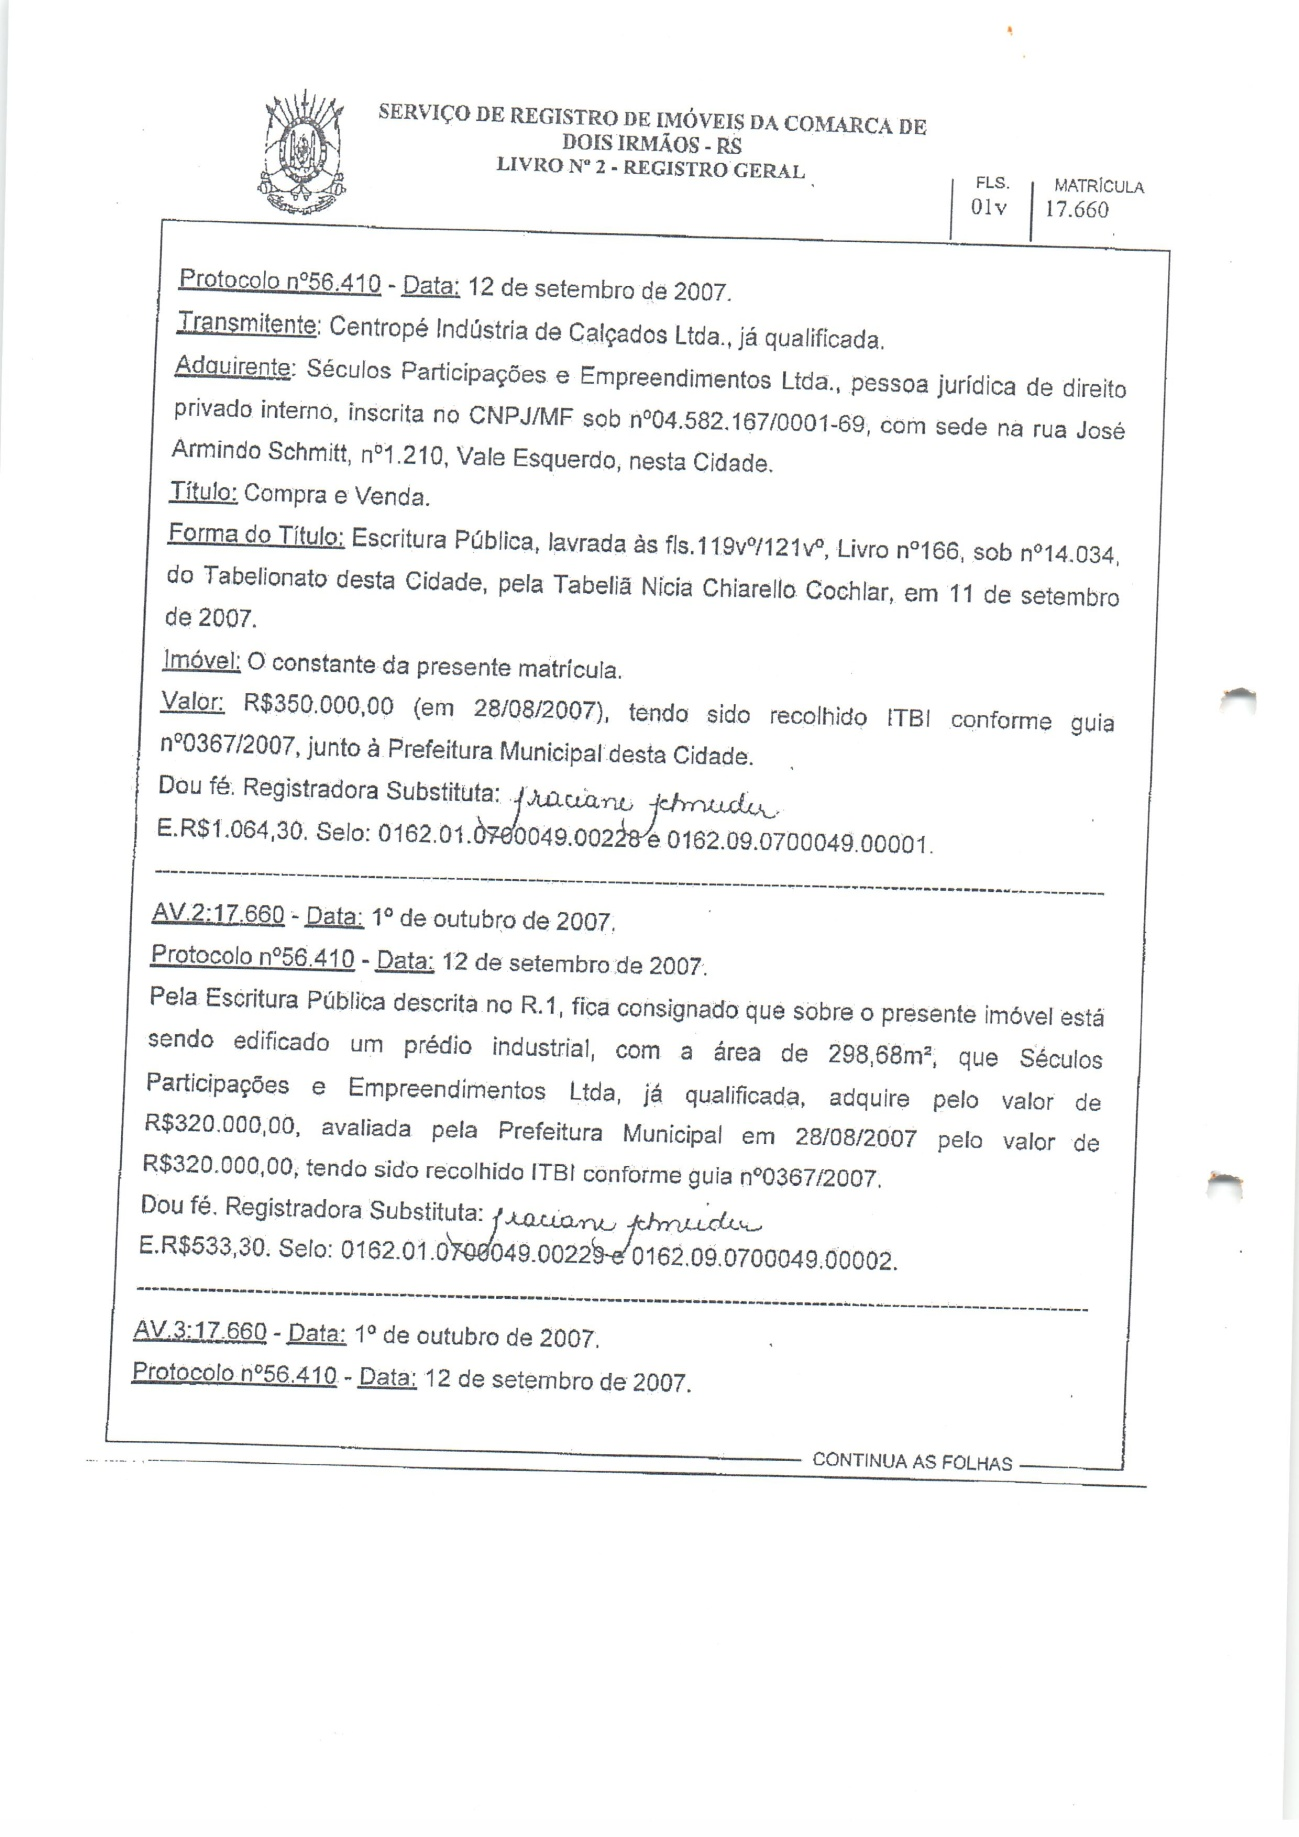 SERVIÇO DE REGISTRO DE IMÓVEIS DA COMARCA DE
DOIS IRMÃOS - RS
LIVRO Nº 2 - REGISTRO GERAL
FLS.
01v
MATRÍCULA
17.660
Protocolo nº56.410 - Data: 12 de setembro de 2007.
Transmitente: Centropé Indústria de Calçados Ltda., já qualificada.
Adquirente: Séculos Participações e Empreendimentos Ltda., pessoa jurídica de direito
privado interno, inscrita no CNPJ/MF sob nº04.582.167/0001-69, com sede na rua José
Armindo Schmitt, nº1.210, Vale Esquerdo, nesta Cidade.
Título: Compra e Venda.
Forma do Título: Escritura Pública, lavrada às fls.119vº/121vº, Livro nº166, sob nº14.034,
do Tabelionato desta Cidade, pela Tabeliã Nícia Chiarello Cochlar, em 11 de setembro
de 2007.
Imóvel: O constante da presente matrícula.
Valor: R$350.000,00 (em 28/08/2007), tendo sido recolhido ITBI conforme guia
nº0367/2007, junto à Prefeitura Municipal desta Cidade.
Dou fé. Registradora Substituta: Graciane Schneider
E.R$1.064,30. Selo: 0162.01.0700049.00228 e 0162.09.0700049.00001.
AV.2:17.660 - Data: 1º de outubro de 2007.
Protocolo nº56.410 - Data: 12 de setembro de 2007.
Pela Escritura Pública descrita no R.1, fica consignado que sobre o presente imóvel está
sendo edificado um prédio industrial, com a área de 298,68m², que Séculos
Participações e Empreendimentos Ltda, já qualificada, adquire pelo valor de
R$320.000,00, avaliada pela Prefeitura Municipal em 28/08/2007 pelo valor de
R$320.000,00, tendo sido recolhido ITBI conforme guia nº0367/2007.
Dou fé. Registradora Substituta: Graciane Schneider
E.R$533,30. Selo: 0162.01.0700049.00229 e 0162.09.0700049.00002.
AV.3:17.660 - Data: 1º de outubro de 2007.
Protocolo nº56.410 - Data: 12 de setembro de 2007.
CONTINUA AS FOLHAS